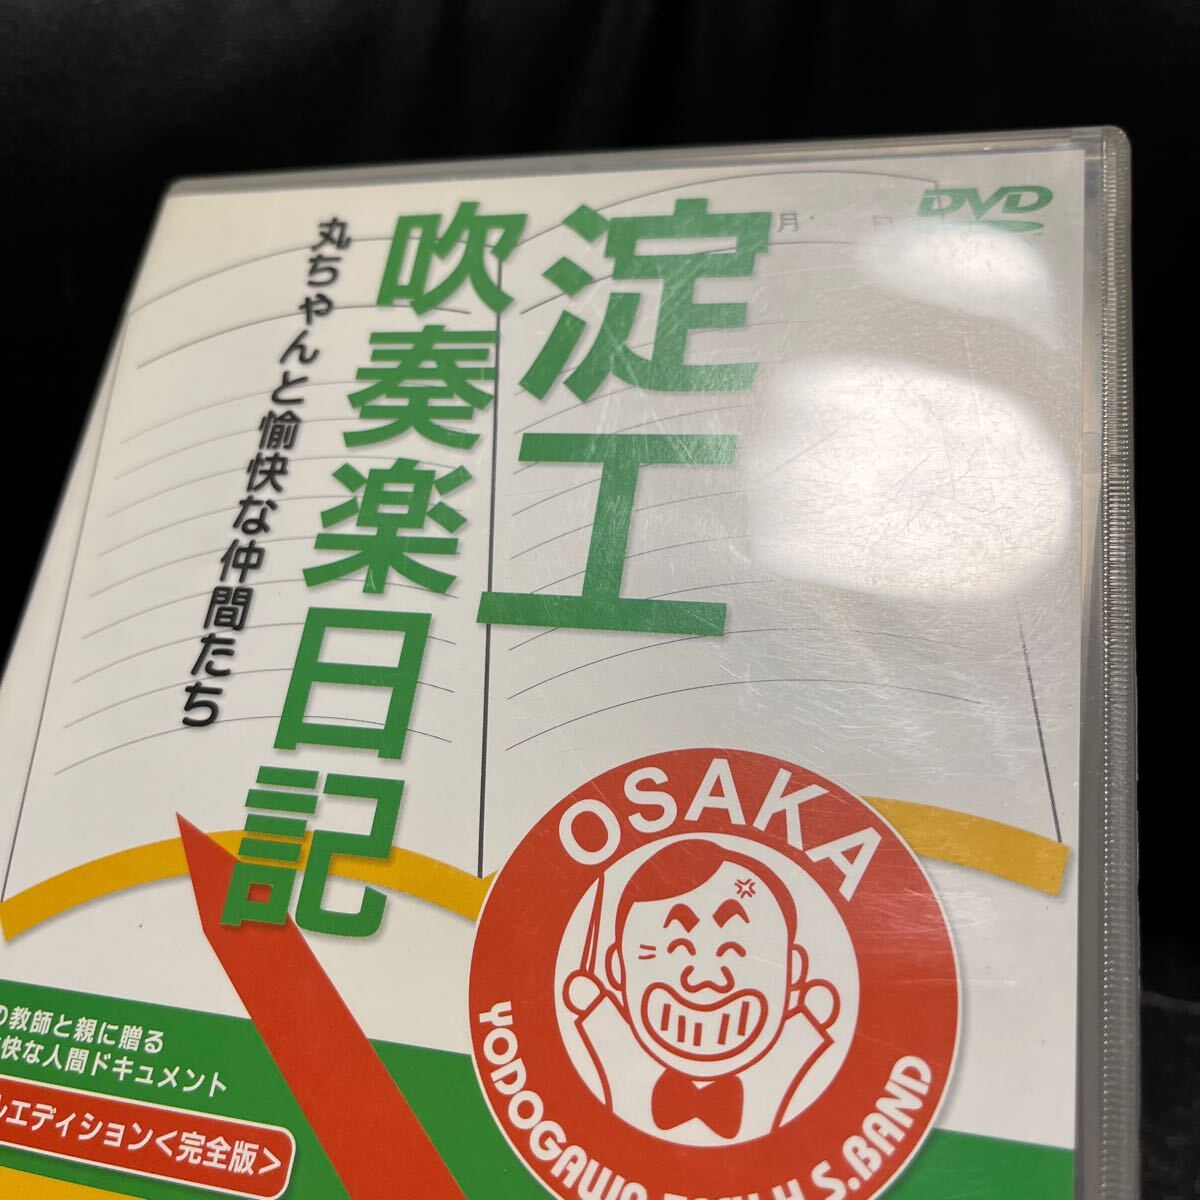 DVD
月 日
淀工
吹奏楽日記
丸ちゃんと愉快な仲間たち
OSAKA
YODOGAWA
H.S.BAND
の教師と親に贈る
快な人間ドキュメント
ルエディション<完全版>